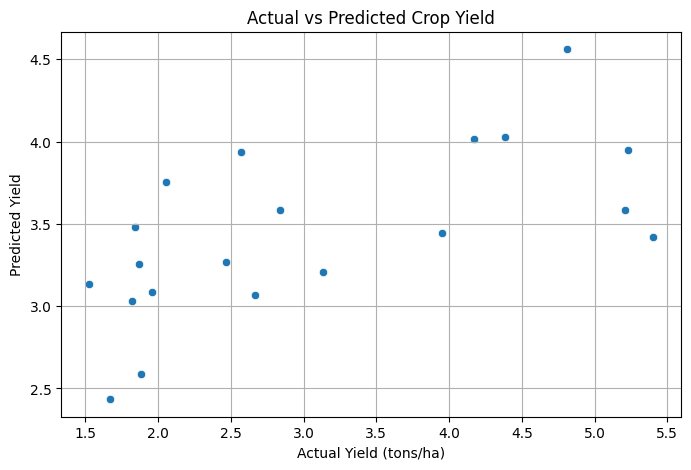 Actual vs Predicted Crop Yield
Predicted Yield
4.5
4.0
3.5
3.0
2.5
1.5 2.0 2.5 3.0 3.5 4.0 4.5 5.0 5.5
Actual Yield (tons/ha)